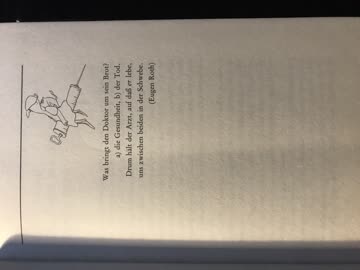 Was bringt den Doktor um sein Brot?
a) die Gesundheit, b) der Tod.
Drum hält der Arzt, auf daß er lebe,
uns zwischen beiden in der Schwebe.
(Eugen Roth)